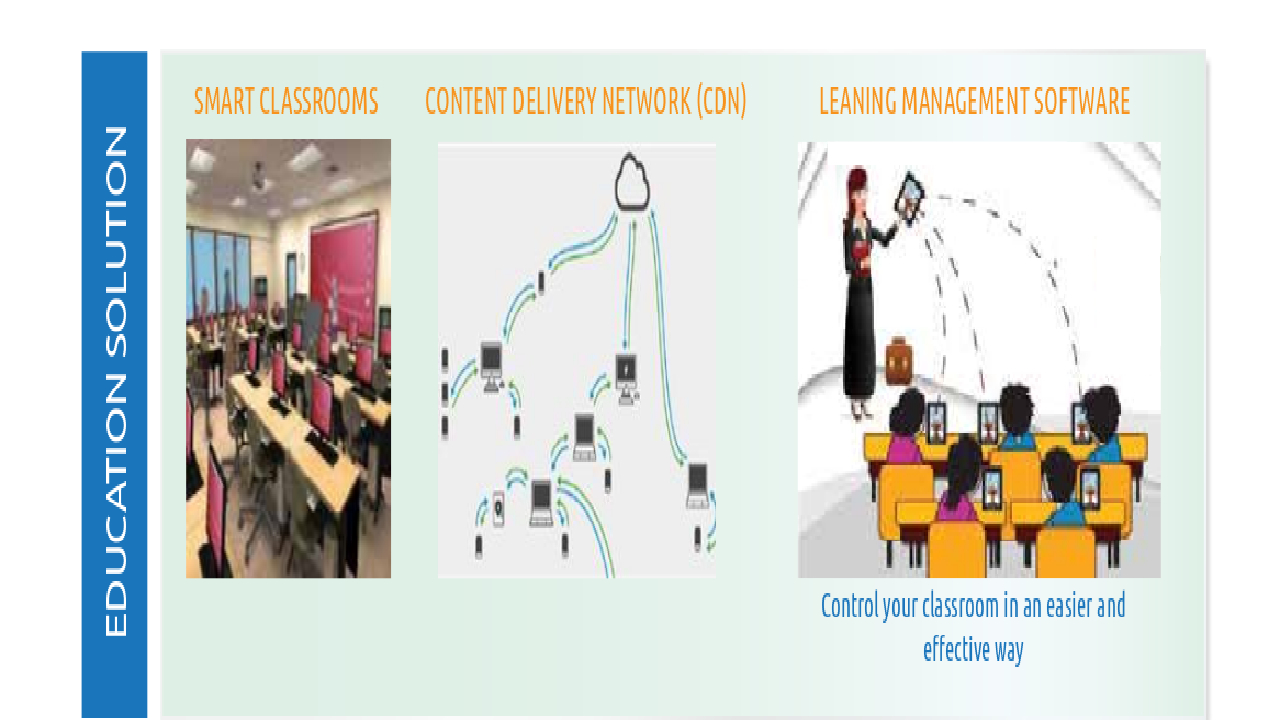 EDUCATION SOLUTION
SMART CLASSROOMS
CONTENT DELIVERY NETWORK (CDN)
LEANING MANAGEMENT SOFTWARE
Control your classroom in an easier and
effective way